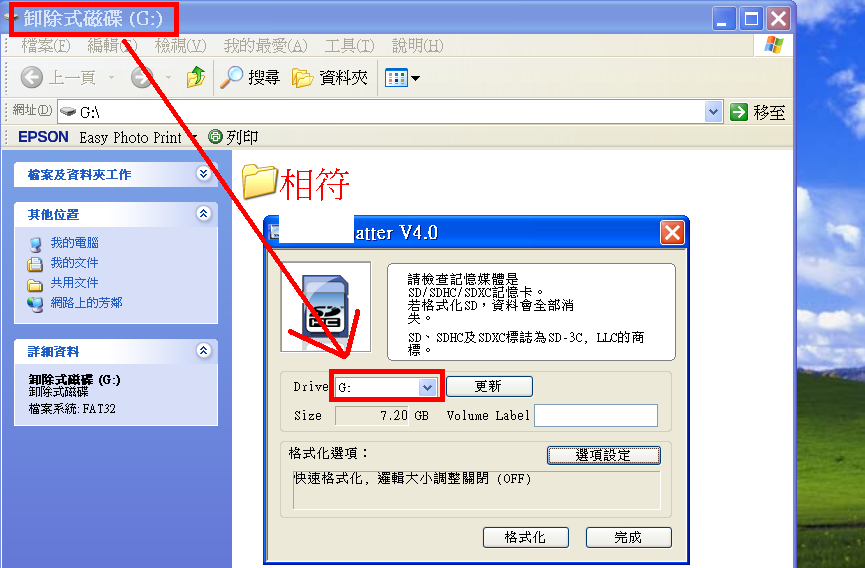 卸除式磁碟 (G:)
檔案(F) 編輯(E) 檢視(V) 我的最愛(A) 工具(T) 說明(H)
上一頁 搜尋 資料夾
網址(D) G:\ 移至
EPSON Easy Photo Print 列印
檔案及資料夾工作
其他位置
我的電腦
我的文件
共用文件
網路上的芳鄰
詳細資料
卸除式磁碟 (G:)
卸除式磁碟
檔案系統: FAT32
相符
atter V4.0
請檢查記憶媒體是
SD/SDHC/SDXC記憶卡。
若格式化SD，資料會全部消
失。
SD、SDHC及SDXC標誌為SD-3C, LLC的商
標。
Drive G: 更新
Size 7.20 GB Volume Label
格式化選項： 選項設定
快速格式化, 邏輯大小調整關閉 (OFF)
格式化 完成